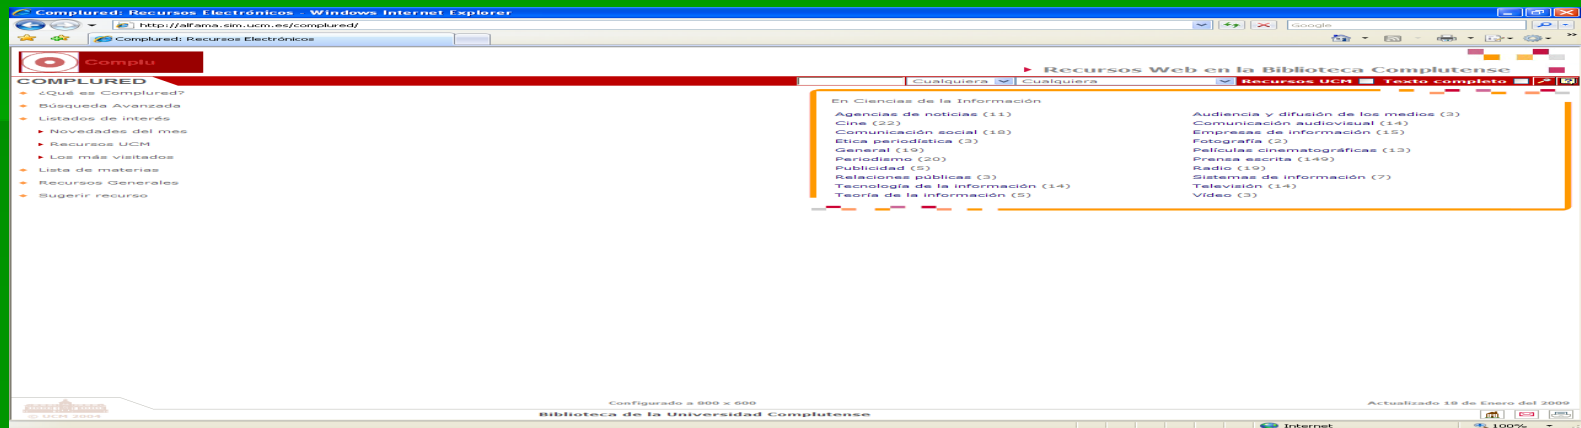 Complured: Recursos Electrónicos - Windows Internet Explorer
http://alfama.sim.ucm.es/complured/
Google
Complured: Recursos Electrónicos
Complu
Recursos Web en la Biblioteca Complutense
COMPLURED
Cualquiera Cualquiera Recursos UCM Texto completo ?
¿Qué es Complured?
Búsqueda Avanzada
Listados de interés
Novedades del mes
Recursos UCM
Los más visitados
Lista de materias
Recursos Generales
Sugerir recurso
En Ciencias de la Información
Agencias de noticias (11)
Cine (22)
Comunicación social (18)
Etica periodística (3)
General (19)
Periodismo (20)
Publicidad (5)
Relaciones públicas (3)
Tecnología de la información (14)
Teoría de la información (5)
Audiencia y difusión de los medios (3)
Comunicación audiovisual (14)
Empresas de información (15)
Fotografía (2)
Películas cinematográficas (13)
Prensa escrita (149)
Radio (19)
Sistemas de información (7)
Televisión (14)
Vídeo (3)
Configurado a 800 x 600
Actualizado 18 de Enero del 2009
© UCM 2004
Biblioteca de la Universidad Complutense
Internet
100%